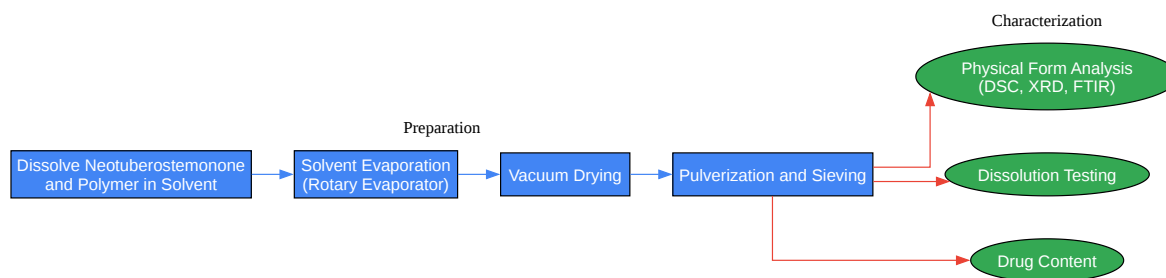 Characterization
Physical Form Analysis
(DSC, XRD, FTIR)
Preparation
Dissolve Neotuberostemonone
and Polymer in Solvent
Solvent Evaporation
(Rotary Evaporator)
Vacuum Drying
Pulverization and Sieving
Dissolution Testing
Drug Content